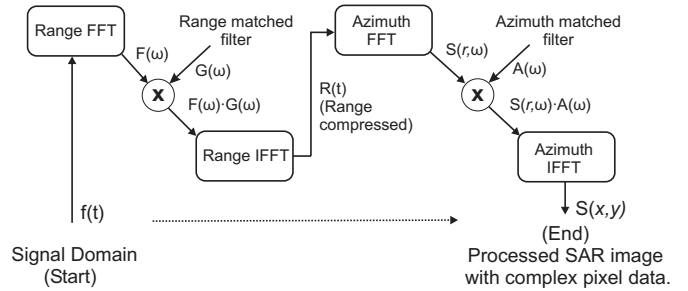 Range FFT
F(ω)
Range matched
filter
G(ω)
X
F(ω)·G(ω)
Range IFFT
R(t)
(Range
compressed)
Azimuth
FFT
S(r,ω)
Azimuth matched
filter
A(ω)
X
S(r,ω)·A(ω)
Azimuth
IFFT
S(x,y)
(End)
Processed SAR image
with complex pixel data.
f(t)
Signal Domain
(Start)